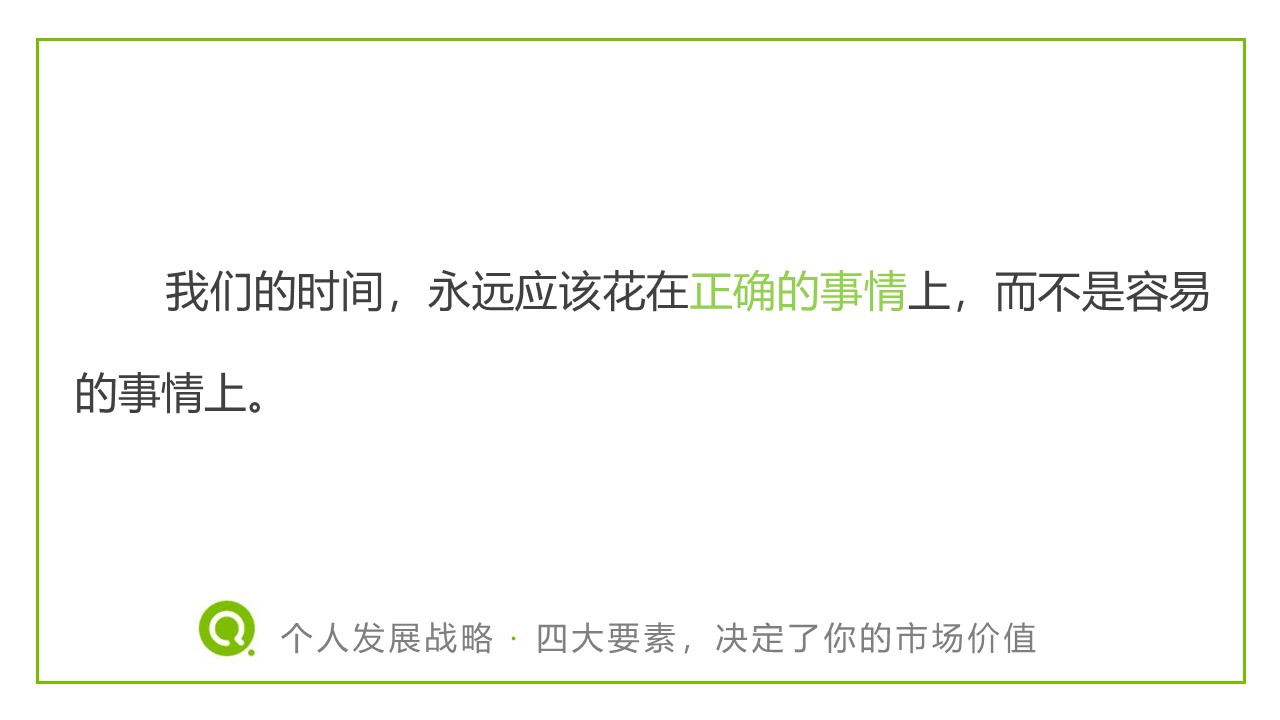 我们的时间，永远应该花在正确的事情上，而不是容易
的事情上。
个人发展战略 · 四大要素，决定了你的市场价值